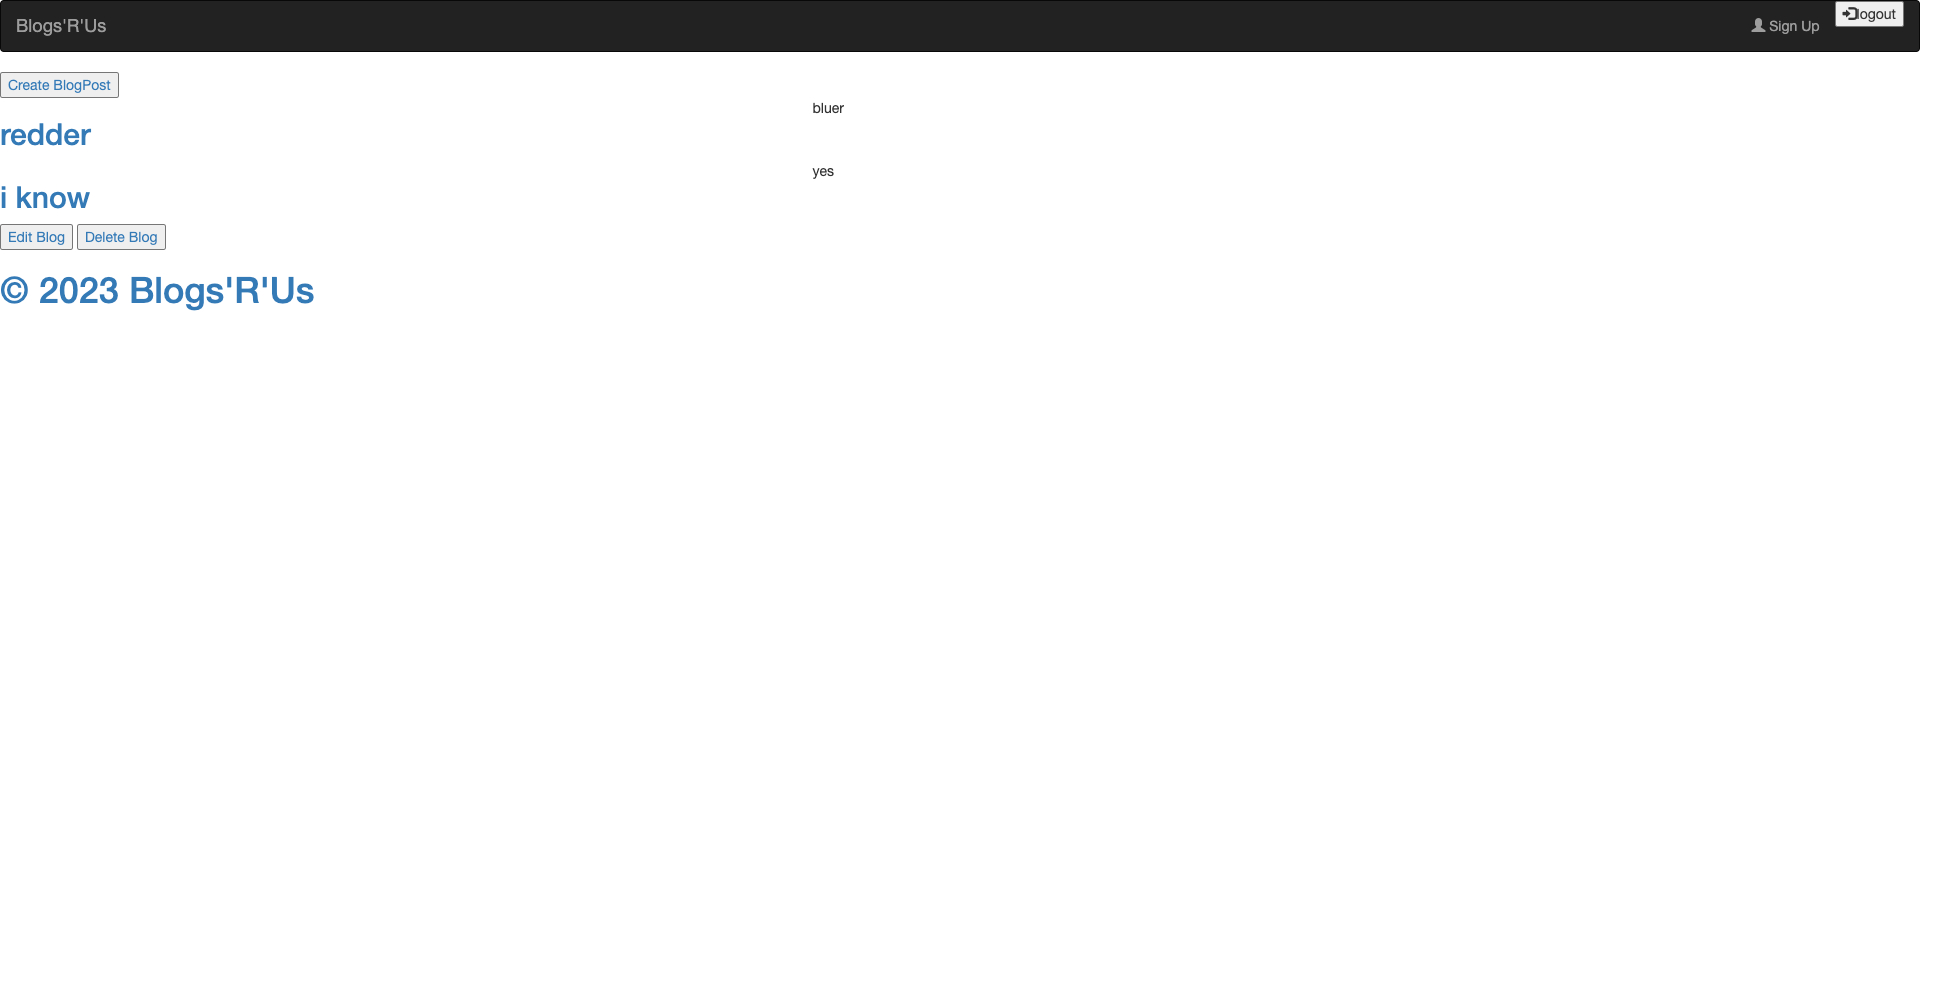 Blogs'R'Us
Sign Up
logout
Create BlogPost
bluer
redder
yes
i know
Edit Blog
Delete Blog
© 2023 Blogs'R'Us